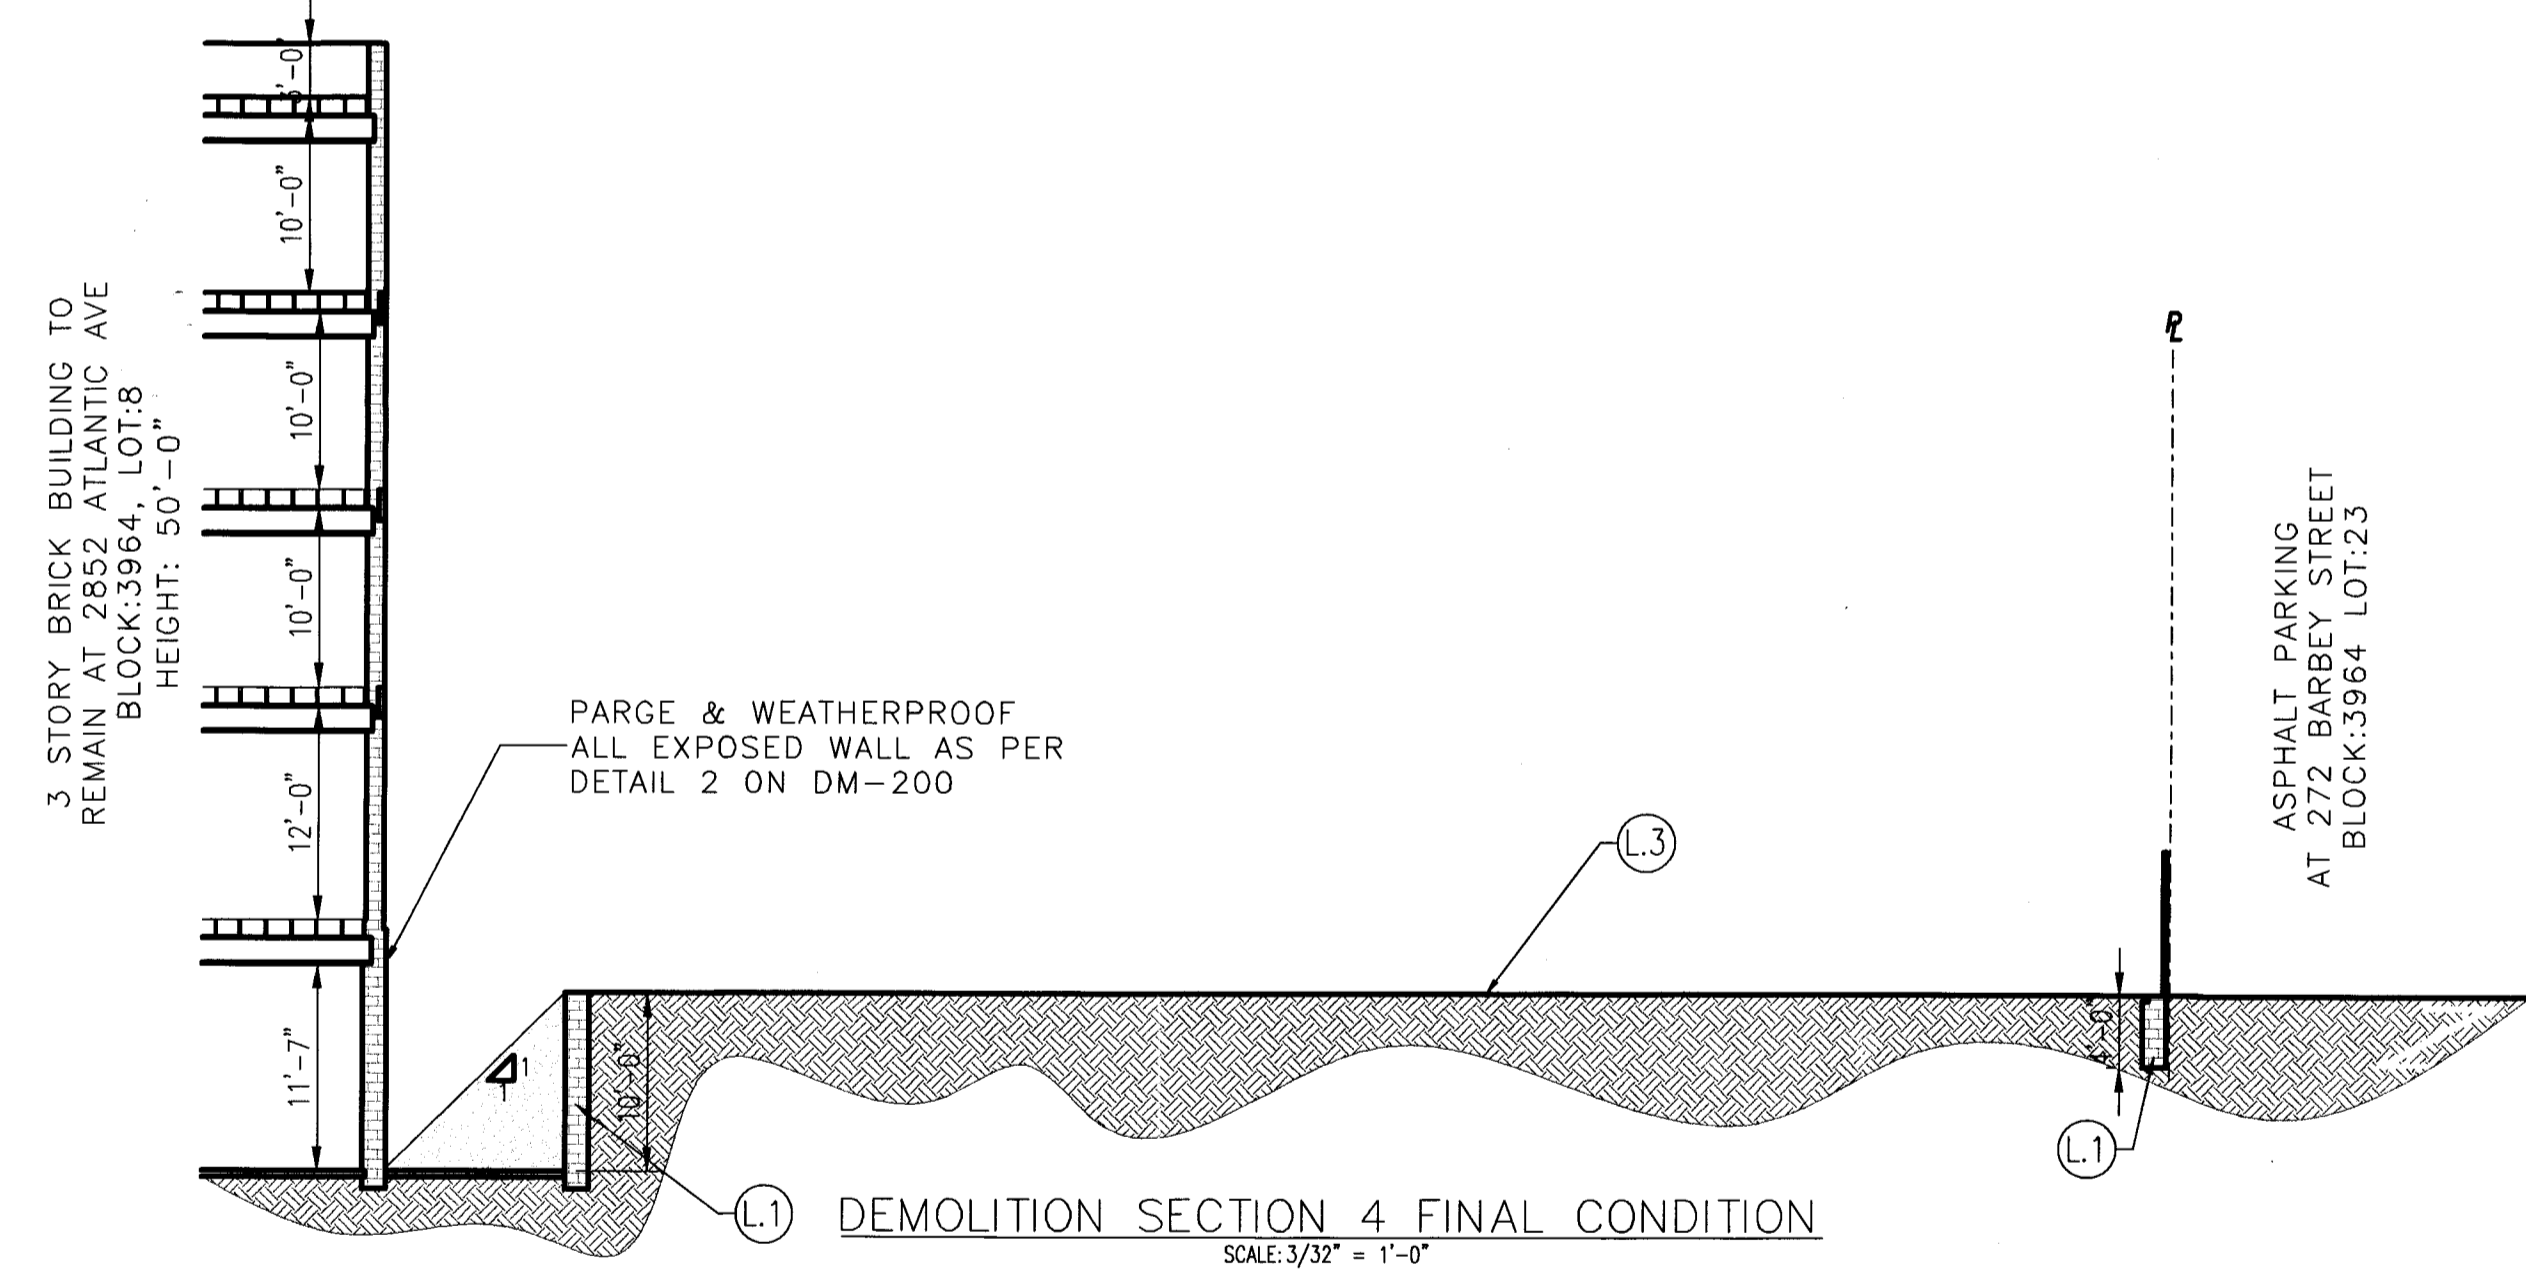 3 STORY BRICK BUILDING TO
REMAIN AT 2852 ATLANTIC AVE
BLOCK:3964, LOT:8
HEIGHT: 50'-0"
3'-0"
10'-0"
10'-0"
10'-0"
12'-0"
11'-7"
PARGE & WEATHERPROOF
ALL EXPOSED WALL AS PER
DETAIL 2 ON DM-200
1
1
10'-0"
L.1
L.3
4'-0"
L.1
PL
ASPHALT PARKING
AT 272 BARBEY STREET
BLOCK:3964 LOT:23
DEMOLITION SECTION 4 FINAL CONDITION
SCALE: 3/32" = 1'-0"